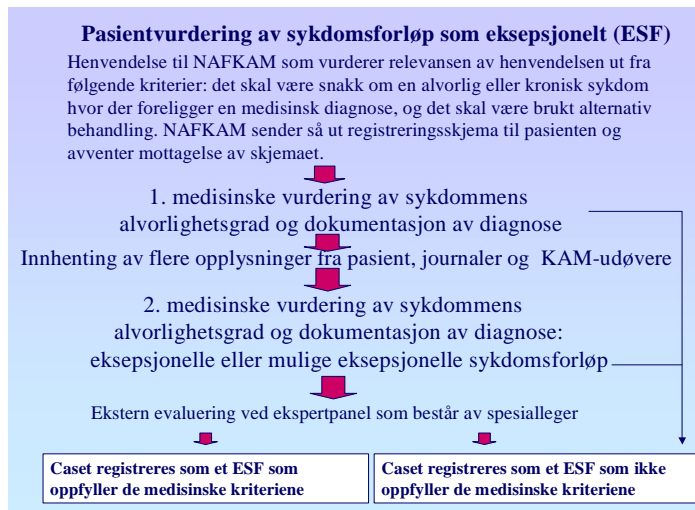 Pasientvurdering av sykdomsforløp som eksepsjonelt (ESF)
Henvendelse til NAFKAM som vurderer relevansen av henvendelsen ut fra
følgende kriterier: det skal være snakk om en alvorlig eller kronisk sykdom
hvor der foreligger en medisinsk diagnose, og det skal være brukt alternativ
behandling. NAFKAM sender så ut registreringsskjema til pasienten og
avventer mottagelse av skjemaet.
1. medisinske vurdering av sykdommens
alvorlighetsgrad og dokumentasjon av diagnose
Innhenting av flere opplysninger fra pasient, journaler og KAM-udøvere
2. medisinske vurdering av sykdommens
alvorlighetsgrad og dokumentasjon av diagnose:
eksepsjonelle eller mulige eksepsjonelle sykdomsforløp
Ekstern evaluering ved ekspertpanel som består av spesialleger
Caset registreres som et ESF som
oppfyller de medisinske kriteriene
Caset registreres som et ESF som ikke
oppfyller de medisinske kriteriene